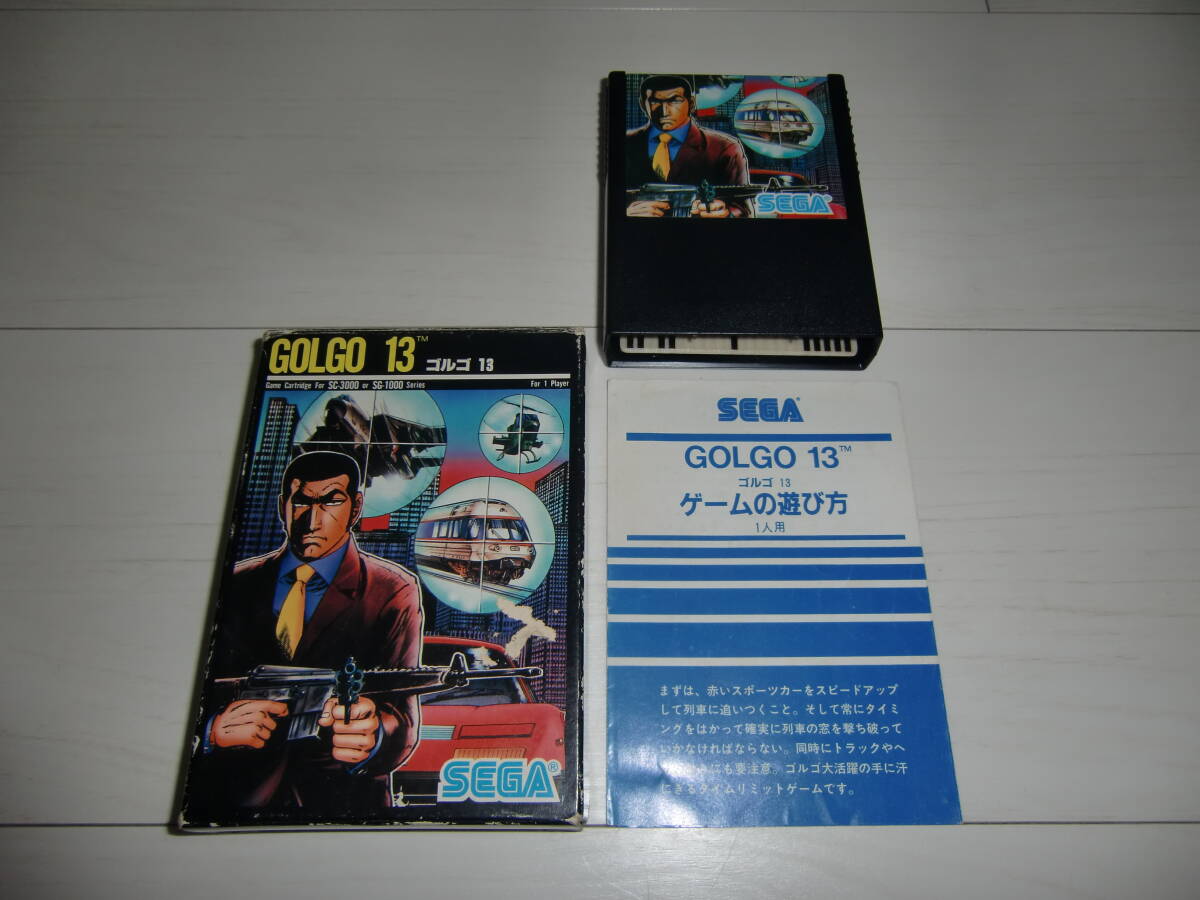 SEGA®
GOLGO 13™
ゴルゴ 13
Game Cartridge For SC-3000 or SG-1000 Series
For 1 Player
SEGA®
SEGA®
GOLGO 13™
ゴルゴ 13
ゲームの遊び方
1人用
まずは、赤いスポーツカーをスピードアップ
して列車に追いつくこと。そして常にタイミ
ングをはかって確実に列車の窓を撃ち破って
いかなければならない。同時にトラックやヘ
にも要注意。ゴルゴ大活躍の手に汗
にぎるタイムリミットゲームです。